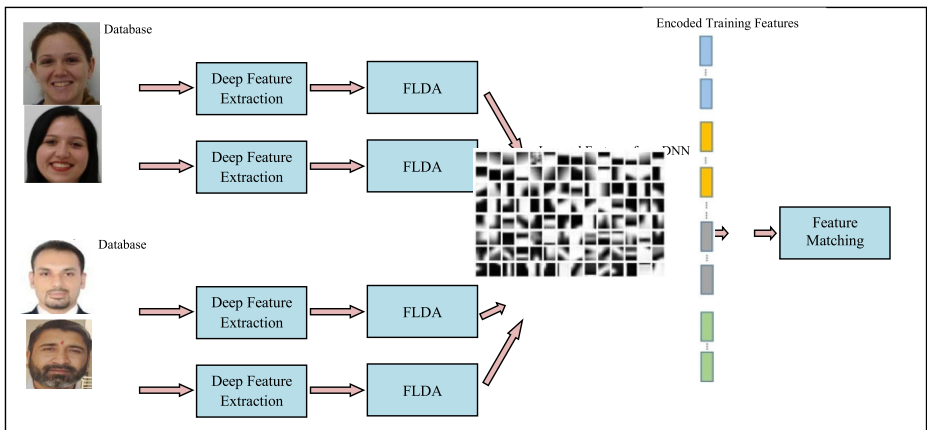 Database
Encoded Training Features
Deep Feature
Extraction
FLDA
Deep Feature
Extraction
FLDA
DNN
Database
Feature
Matching
Deep Feature
Extraction
FLDA
Deep Feature
Extraction
FLDA